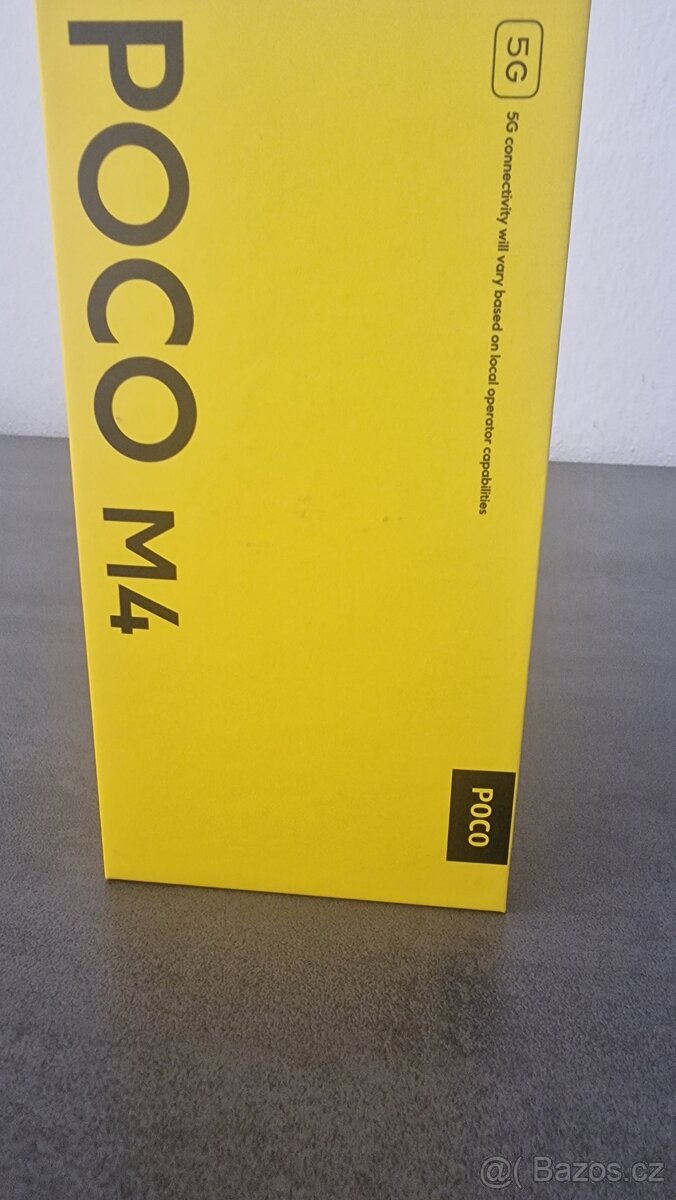 5G
5G connectivity will vary based on local operator capabilities
POCO M4
POCO
@( Bazos.cz